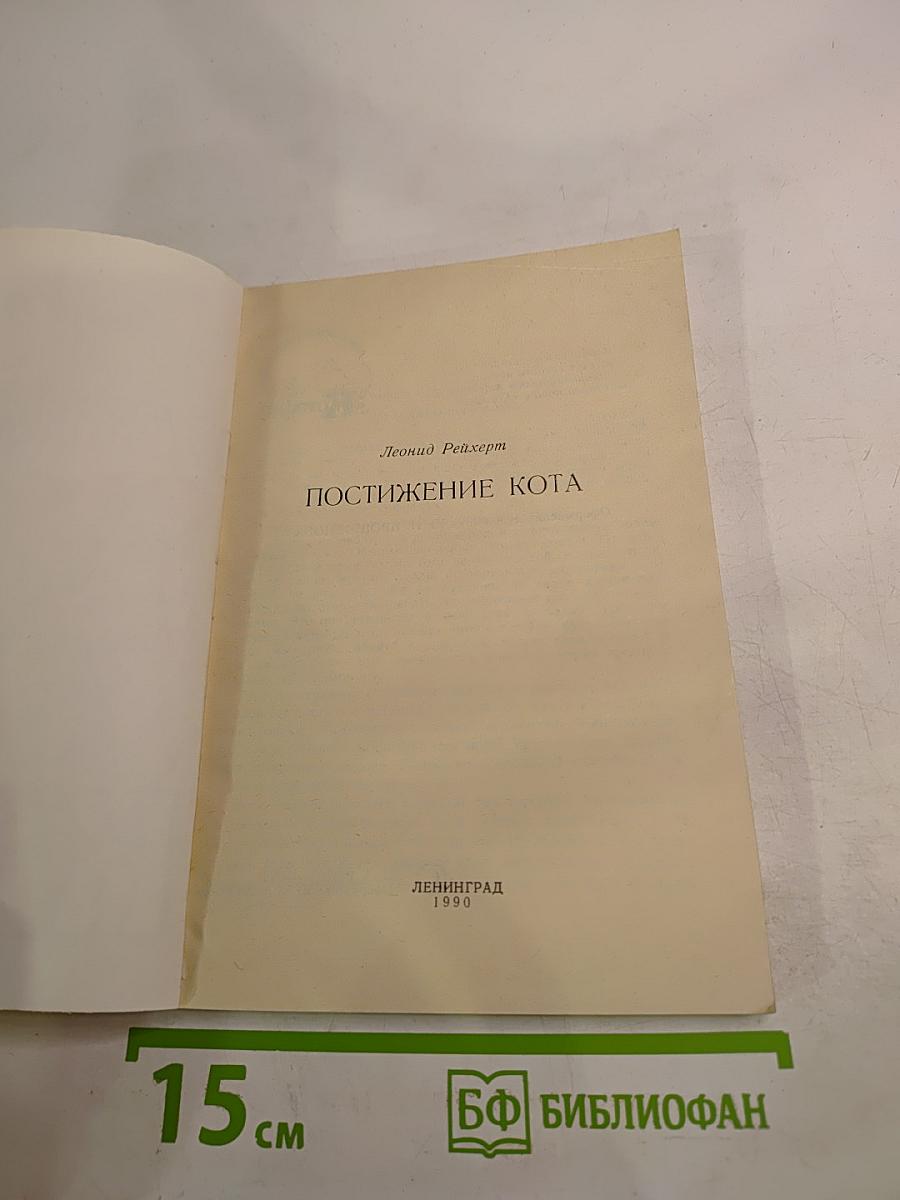 Леонид Рейхерт
ПОСТИЖЕНИЕ КОТА
ЛЕНИНГРАД
1990
15 см
БФ БИБЛИОФАН